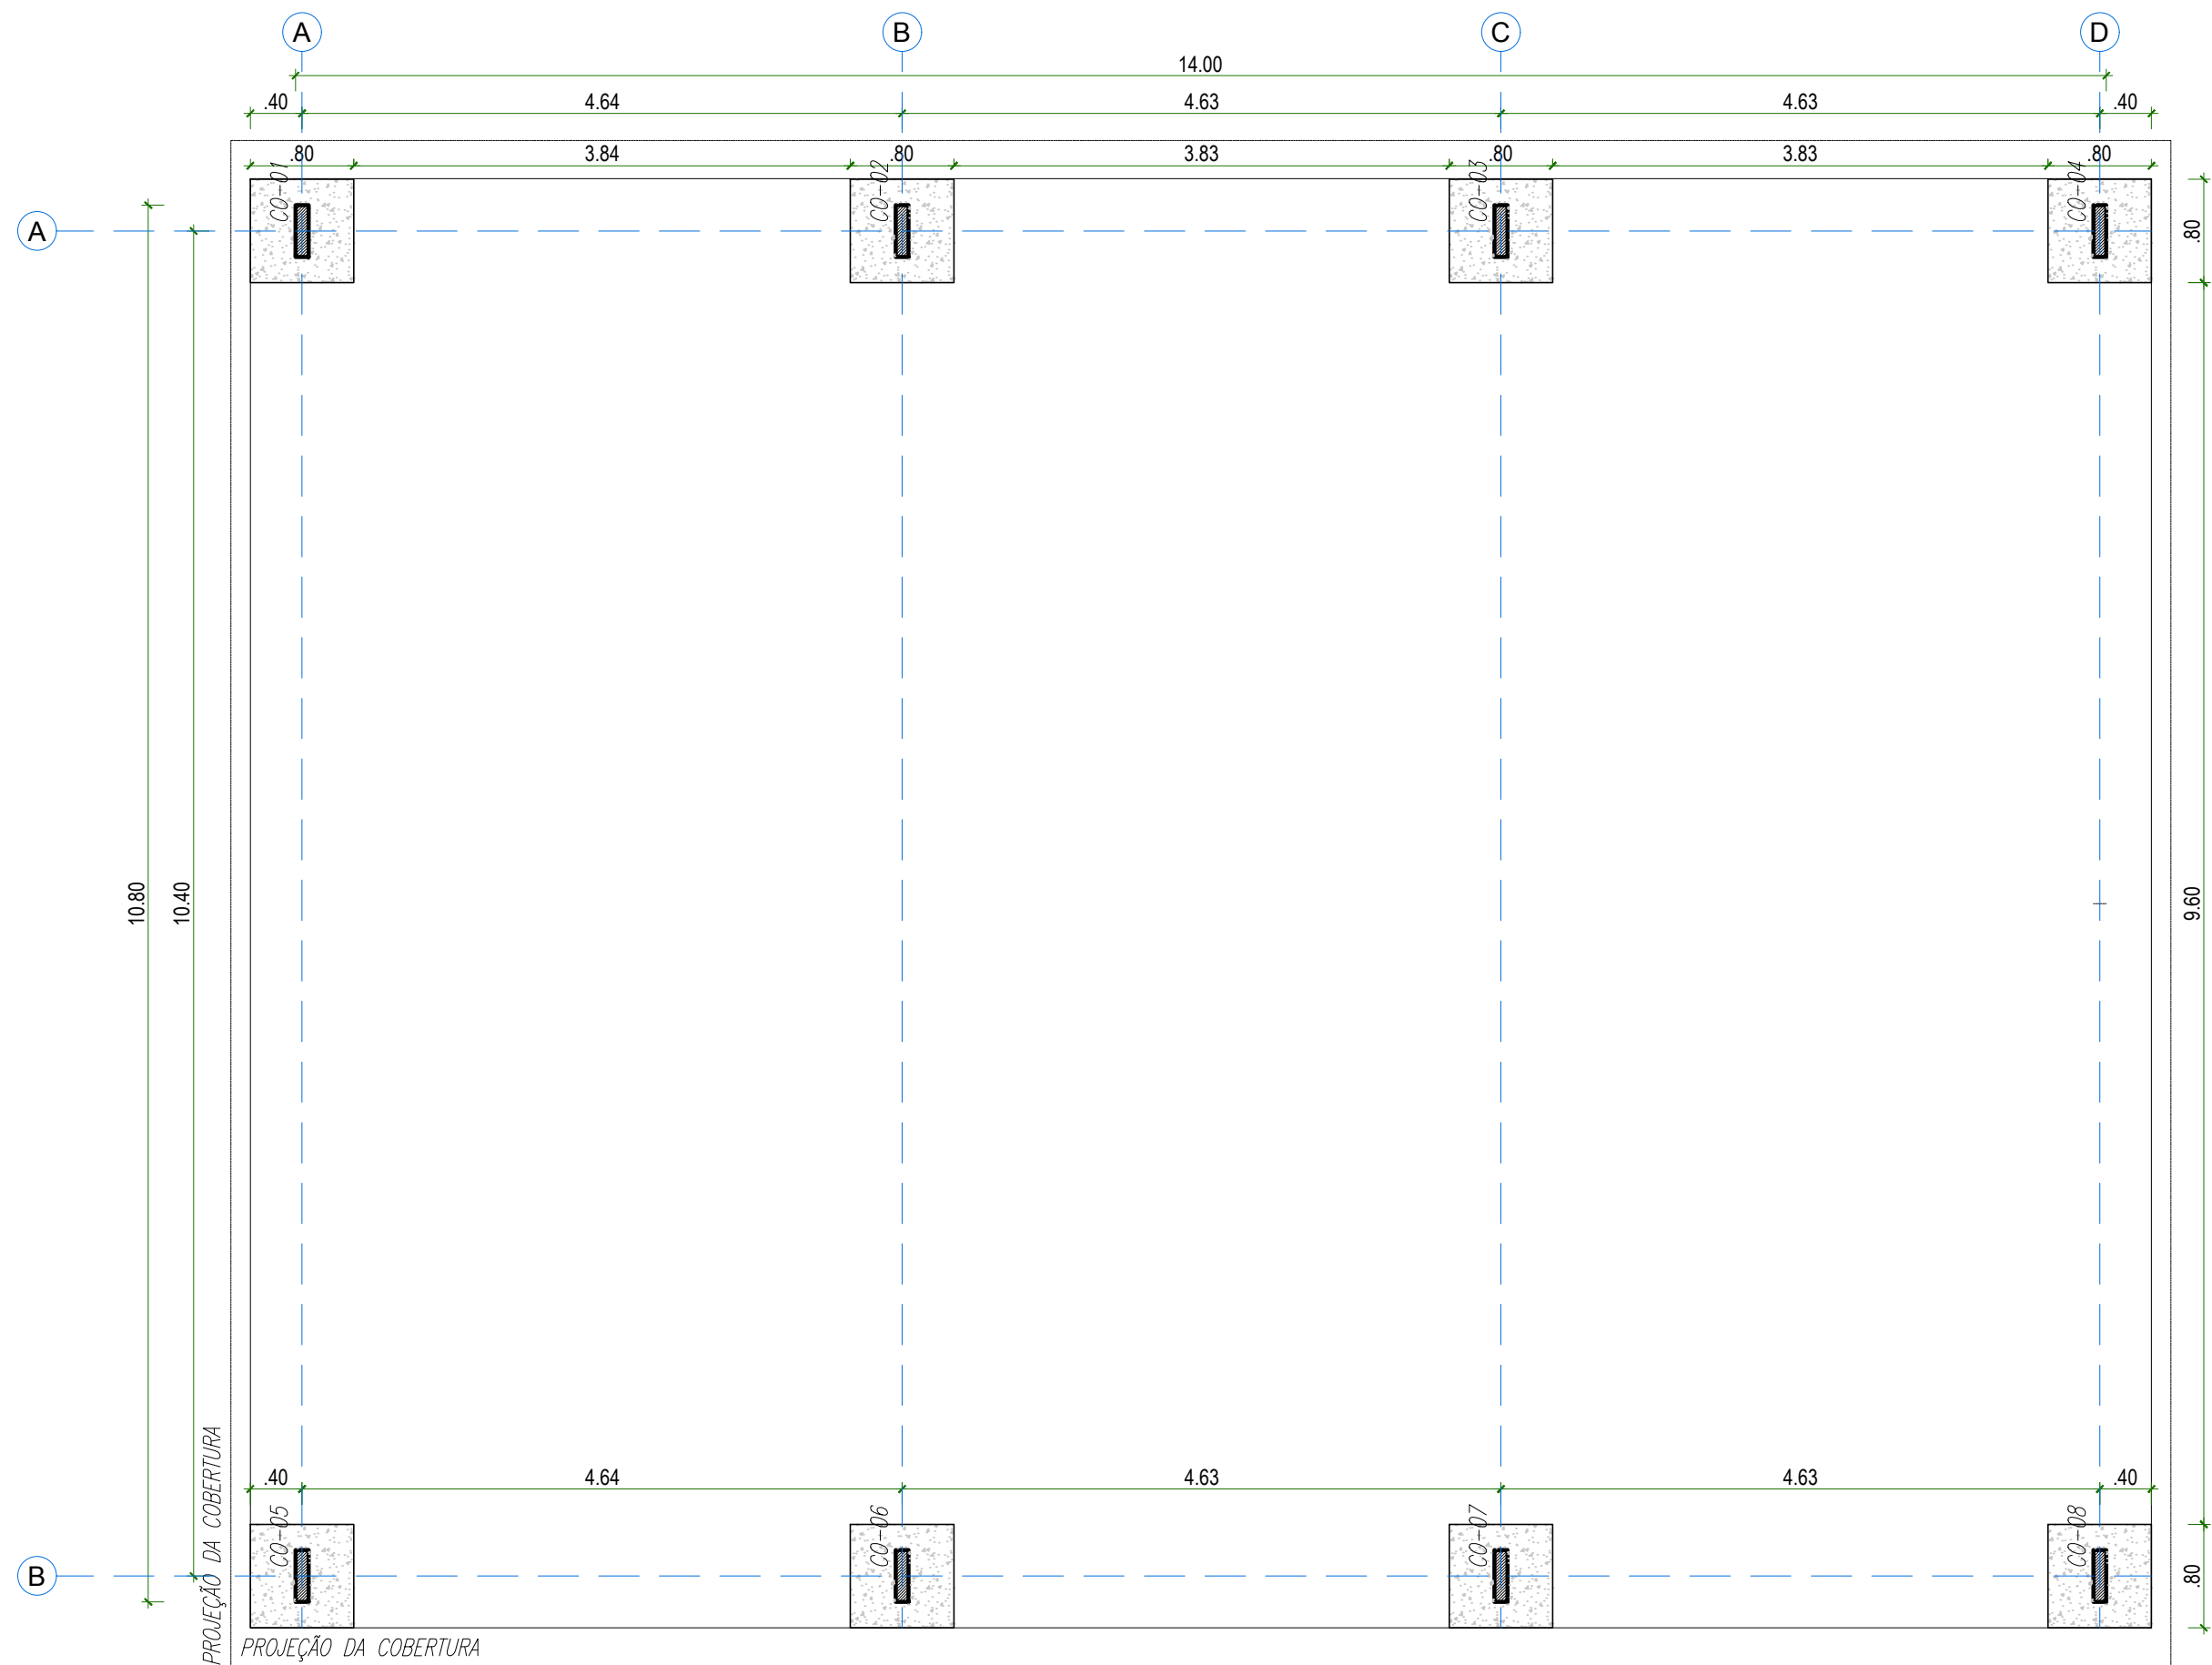 A B C D
14.00
.40 4.64 4.63 4.63 .40
.80 3.84 .80 3.83 .80 3.83 .80
CO-01 CO-02 CO-03 CO-04
A
.80
10.80 10.40 9.60
.40 4.64 4.63 4.63 .40
CO-05 CO-06 CO-07 CO-08
B
.80
PROJEÇÃO DA COBERTURA
PROJEÇÃO DA COBERTURA